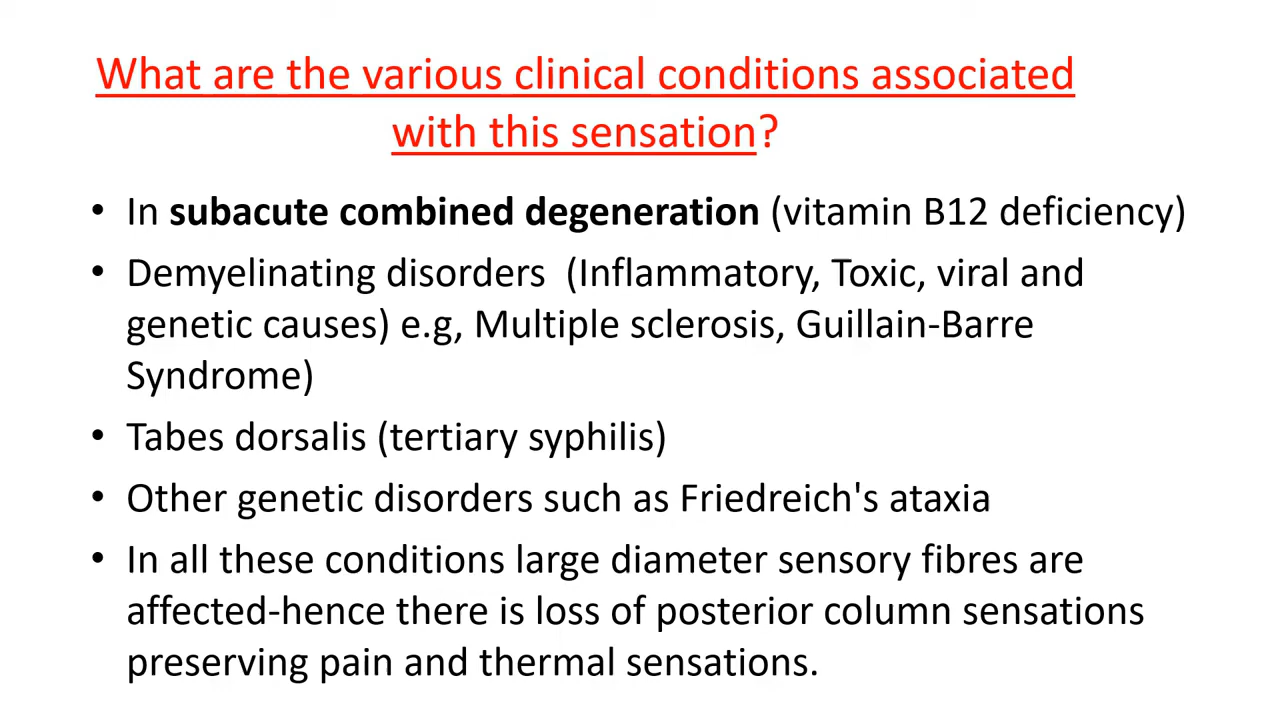 What are the various clinical conditions associated
with this sensation?
• In subacute combined degeneration (vitamin B12 deficiency)
• Demyelinating disorders  (Inflammatory, Toxic, viral and
genetic causes) e.g, Multiple sclerosis, Guillain-Barre
Syndrome)
• Tabes dorsalis (tertiary syphilis)
• Other genetic disorders such as Friedreich's ataxia
• In all these conditions large diameter sensory fibres are
affected-hence there is loss of posterior column sensations
preserving pain and thermal sensations.